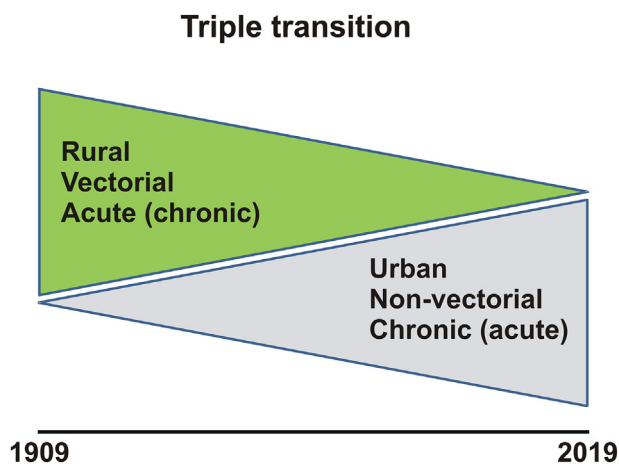 Triple transition
Rural
Vectorial
Acute (chronic)
Urban
Non-vectorial
Chronic (acute)
1909
2019